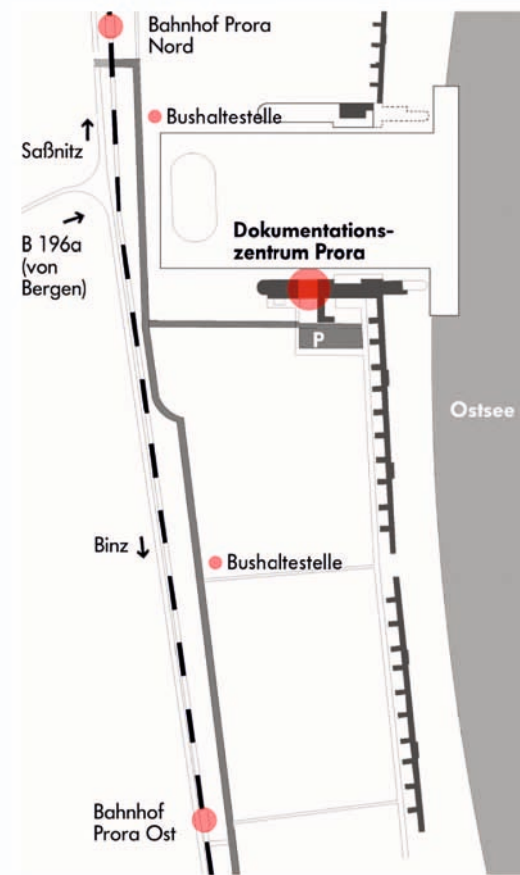 Bahnhof Prora
Nord
Bushaltestelle
Saßnitz
B 196a
(von
Bergen)
Dokumentations-
zentrum Prora
P
Ostsee
Binz
Bushaltestelle
Bahnhof
Prora Ost